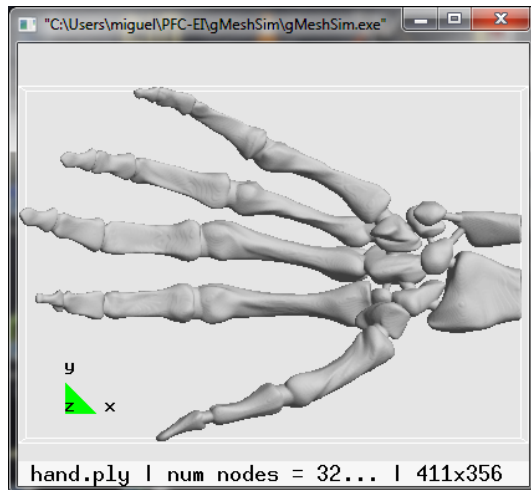 "C:\Users\miguel\PFC-EI\gMeshSim\gMeshSim.exe"
y
z x
hand.ply | num nodes = 32... | 411x356